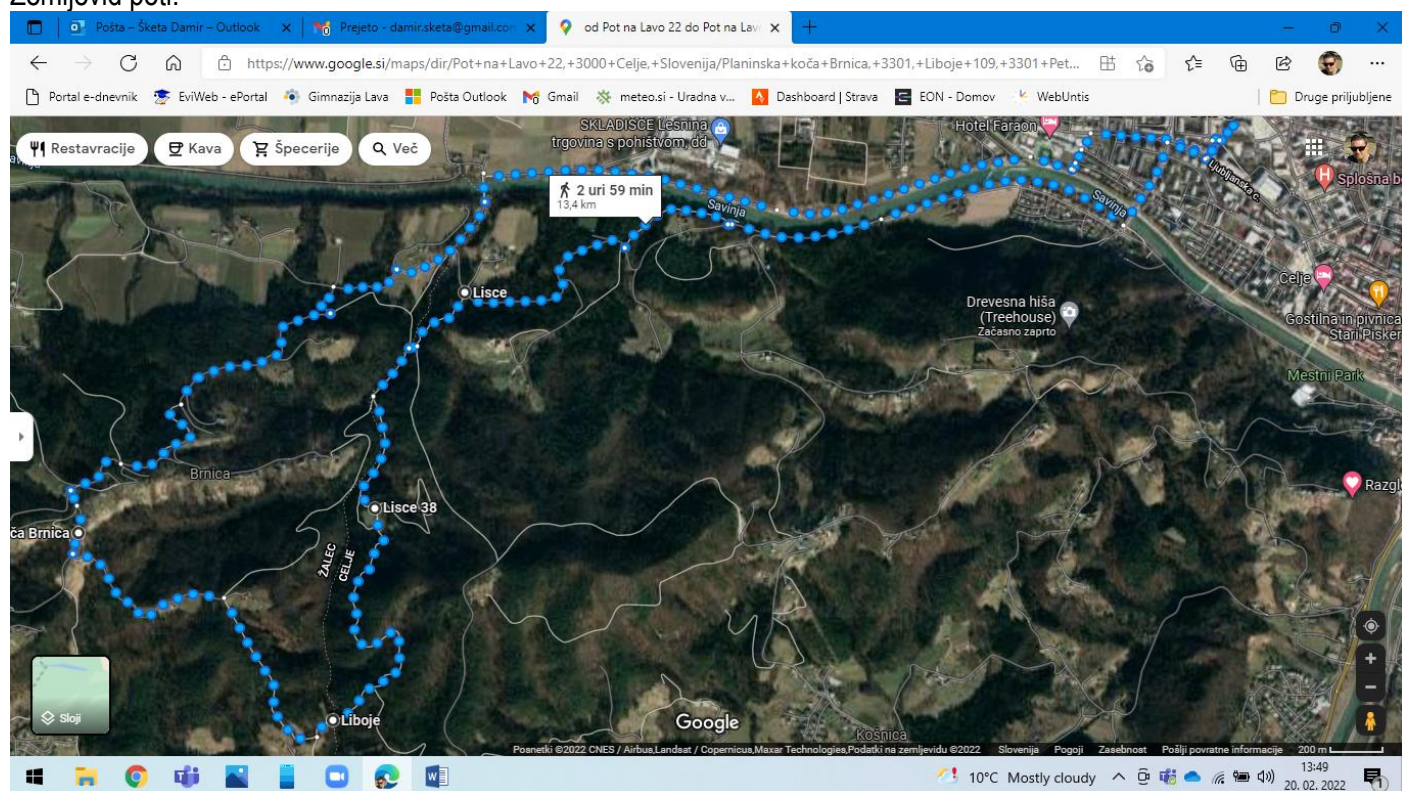 Zemljevid poti:
Pošta – Šketa Damir – Outlook
Prejeto - damir.sketa@gmail.com
od Pot na Lavo 22 do Pot na Lav
https://www.google.si/maps/dir/Pot+na+Lavo+22,+3000+Celje,+Slovenija/Planinska+koča+Brnica,+3301,+Liboje+109,+3301+Pet...
Portal e-dnevnik
EviWeb - ePortal
Gimnazija Lava
Pošta Outlook
Gmail
meteo.si - Uradna v...
Dashboard | Strava
EON - Domov
WebUntis
Druge priljubljene
Restavracije
Kava
Špecerije
Več
SKLADIŠČE Lesnina
trgovina s pohištvom, dd
Hotel Faraon
Ljubljanska c.
Splošna b
2 uri 59 min
13,4 km
Savinja
Savinja
Lisce
Celje
Drevesna hiša
(Treehouse)
Začasno zaprto
Gostilna in pivnica
Stari Pisker
Mestni Park
Brnica
Razgl
Lisce 38
ča Brnica
ŽALEC
CELJE
Sloji
Liboje
Google
Košnica
Posnetki ©2022 CNES / Airbus,Landsat / Copernicus,Maxar Technologies,Podatki na zemljevidu ©2022
Slovenija
Pogoji
Zasebnost
Pošlji povratne informacije
200 m
10°C Mostly cloudy
13:49
20. 02. 2022
1